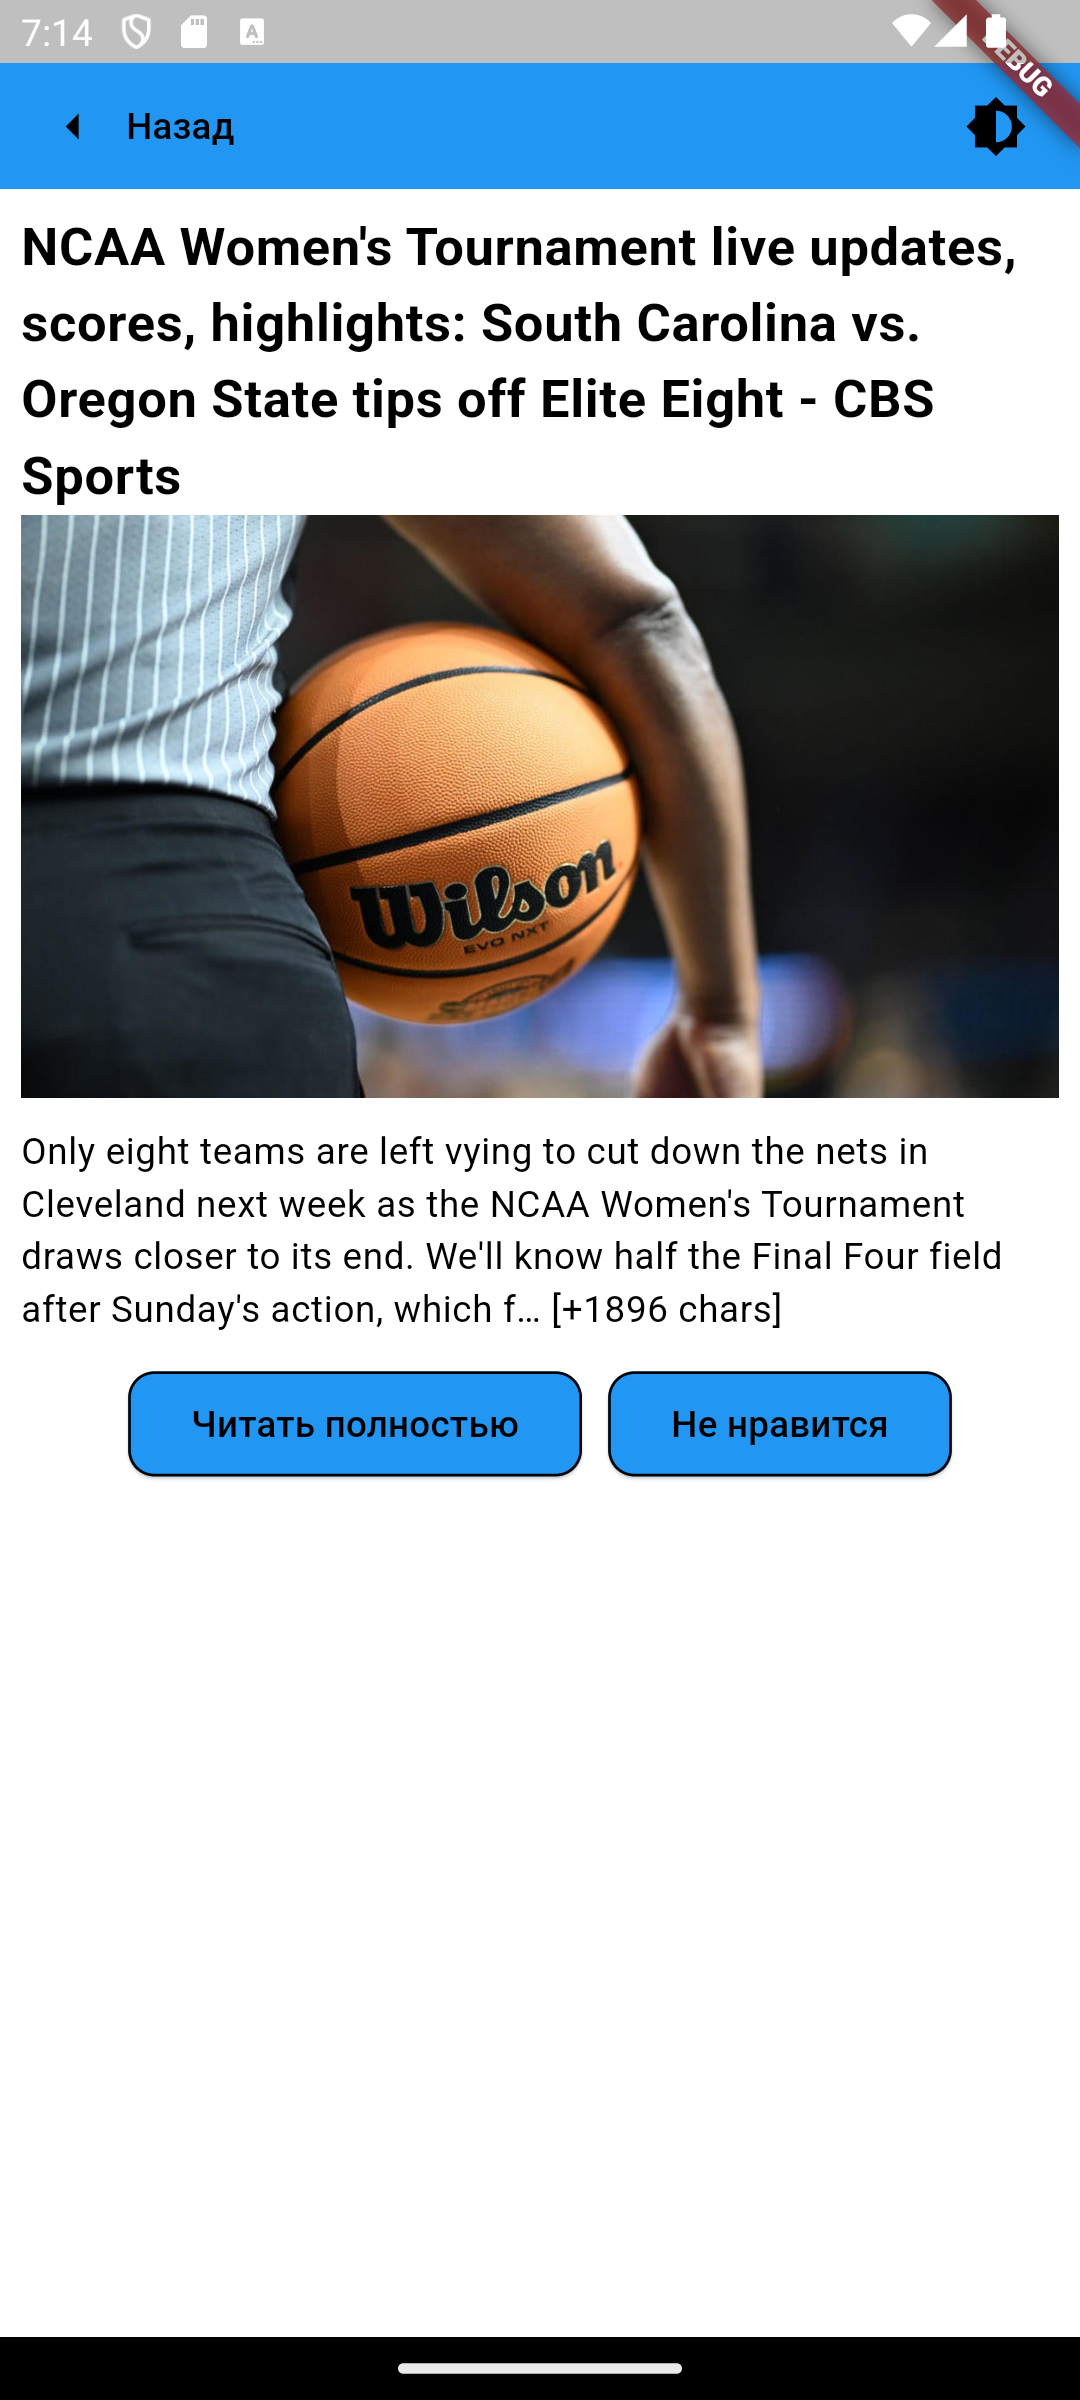 7:14
A
DEBUG
Назад
NCAA Women's Tournament live updates,
scores, highlights: South Carolina vs.
Oregon State tips off Elite Eight - CBS
Sports
Wilson
EVO NXT
Only eight teams are left vying to cut down the nets in
Cleveland next week as the NCAA Women's Tournament
draws closer to its end. We'll know half the Final Four field
after Sunday's action, which f… [+1896 chars]
Читать полностью
Не нравится